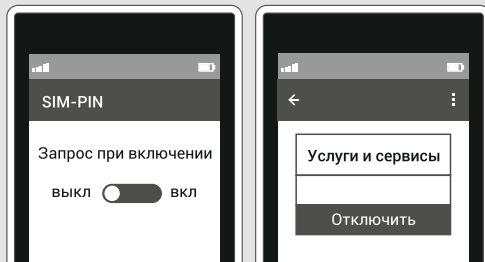 SIM-PIN
Запрос при включении
выкл вкл
Услуги и сервисы
Отключить